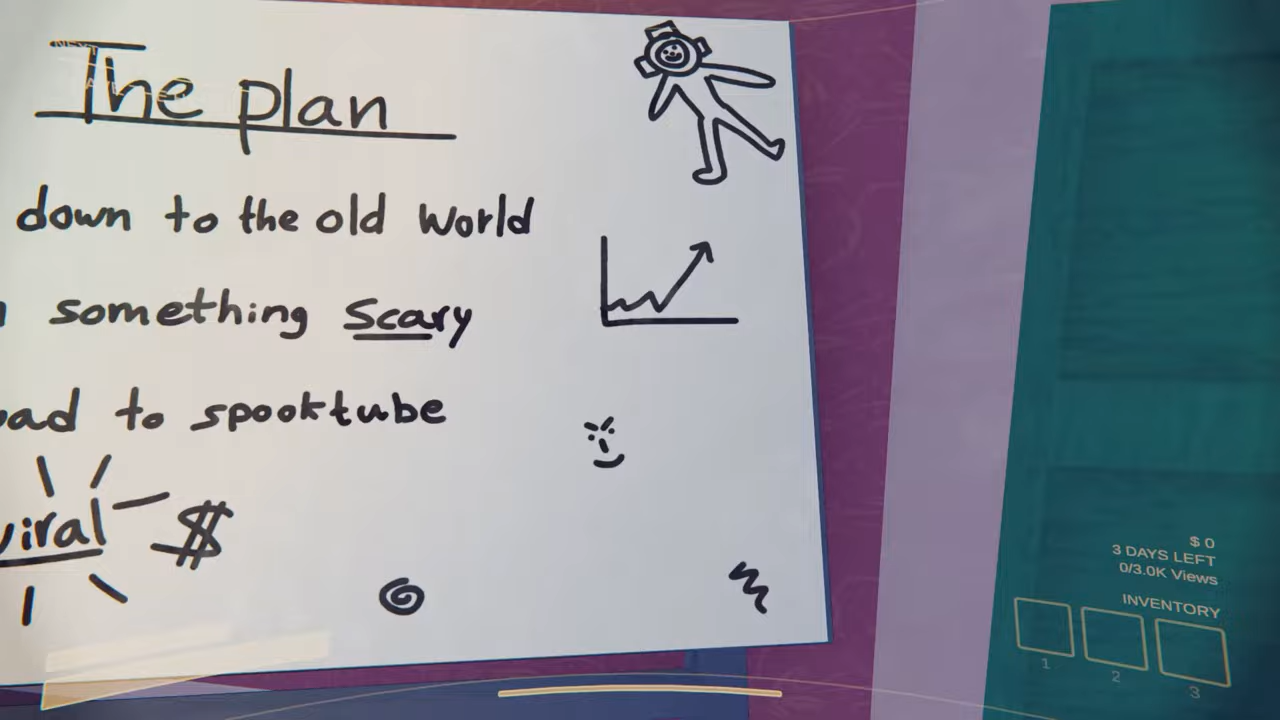 The plan
down to the old world
something scary
to spooktube
viral $
$ 0
3 DAYS LEFT
0/3.0K Views
INVENTORY
1
2
3